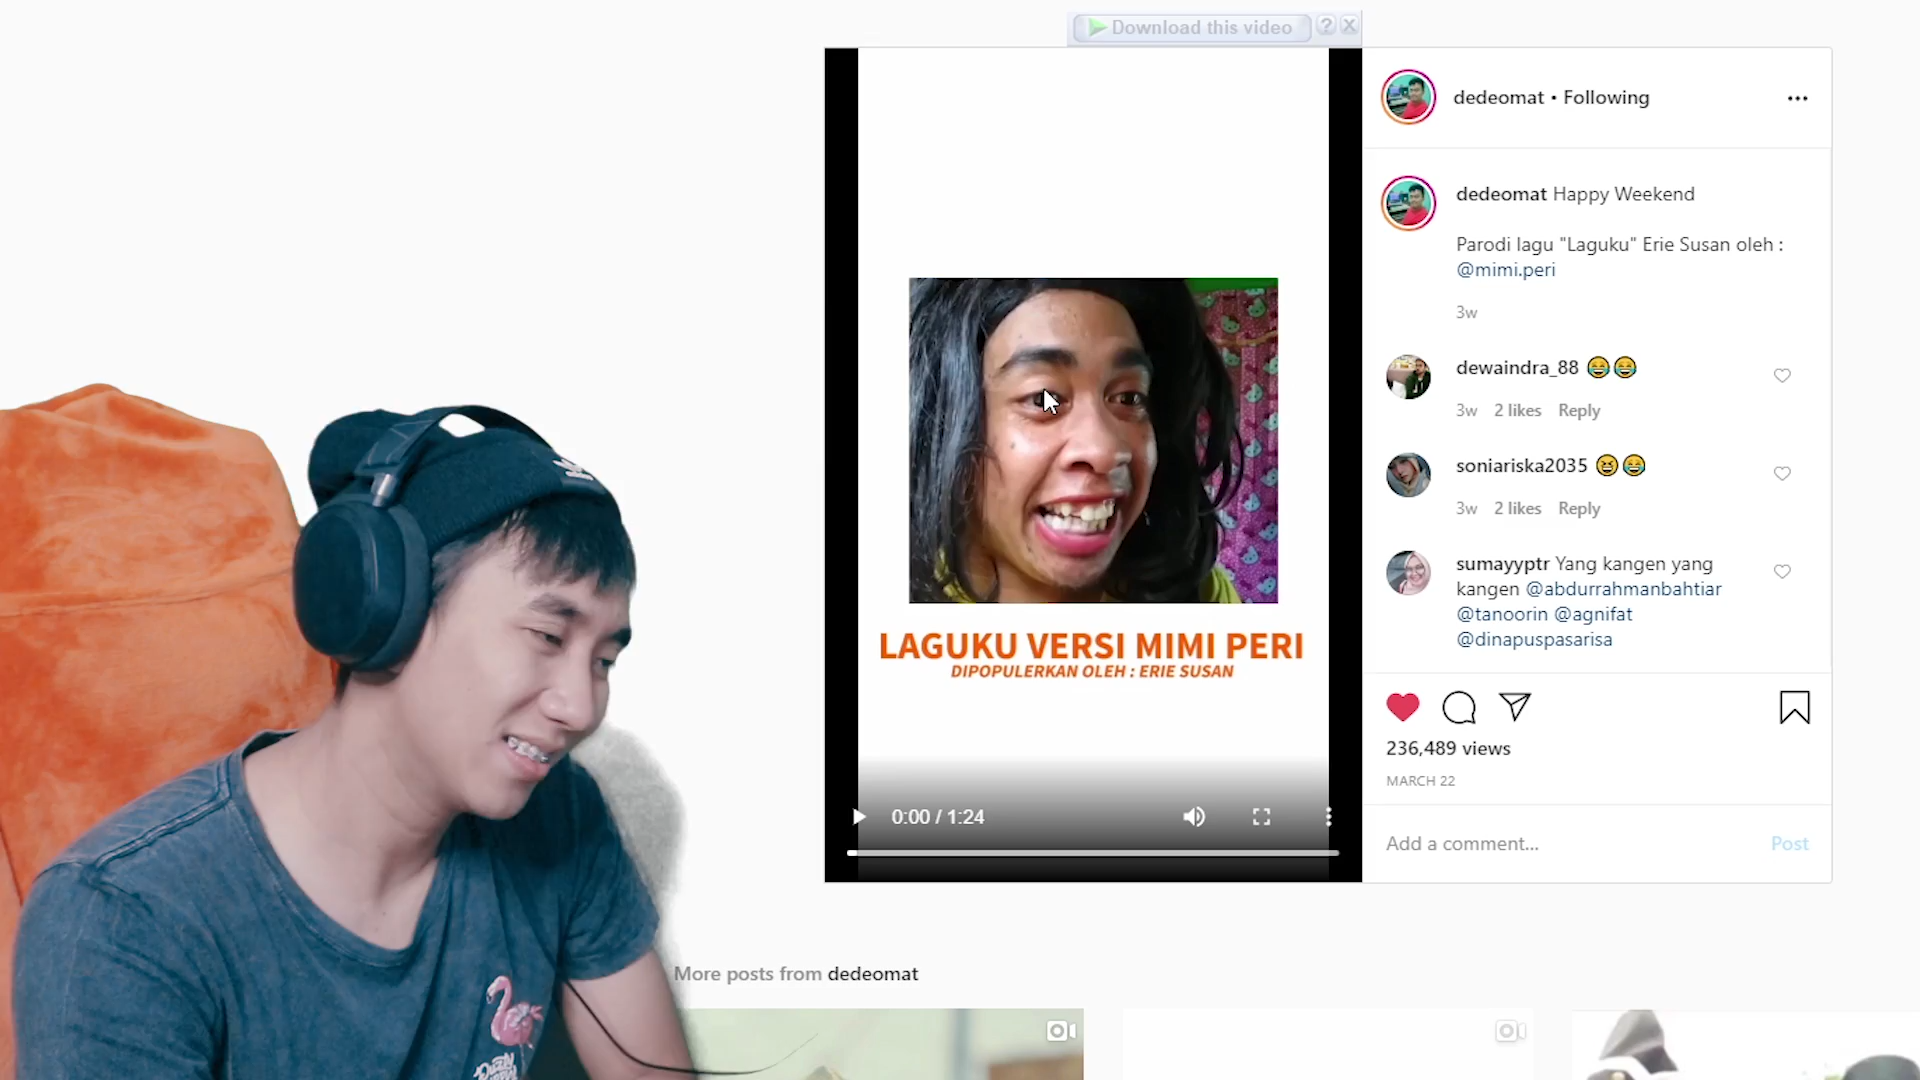 Download this video
dedeomat • Following
dedeomat Happy Weekend
Parodi lagu "Laguku" Erie Susan oleh :
@mimi.peri
3w
dewaindra_88 😂😂
3w 2 likes Reply
soniariska2035 😆😂
3w 2 likes Reply
sumayyptr Yang kangen yang
kangen @abdurrahmanbahtiar
@tanoorin @agnifat
@dinapuspasarisa
LAGUKU VERSI MIMI PERI
DIPOPULERKAN OLEH : ERIE SUSAN
0:00 / 1:24
236,489 views
MARCH 22
Add a comment...
Post
More posts from dedeomat